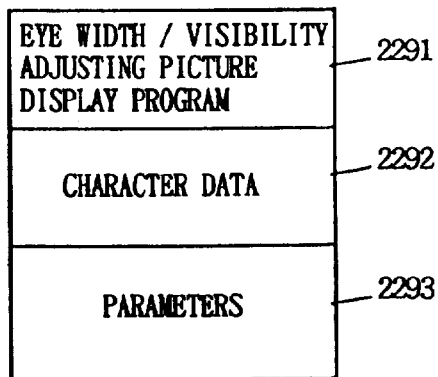 EYE WIDTH / VISIBILITY
ADJUSTING PICTURE
DISPLAY PROGRAM
2291
CHARACTER DATA
2292
PARAMETERS
2293